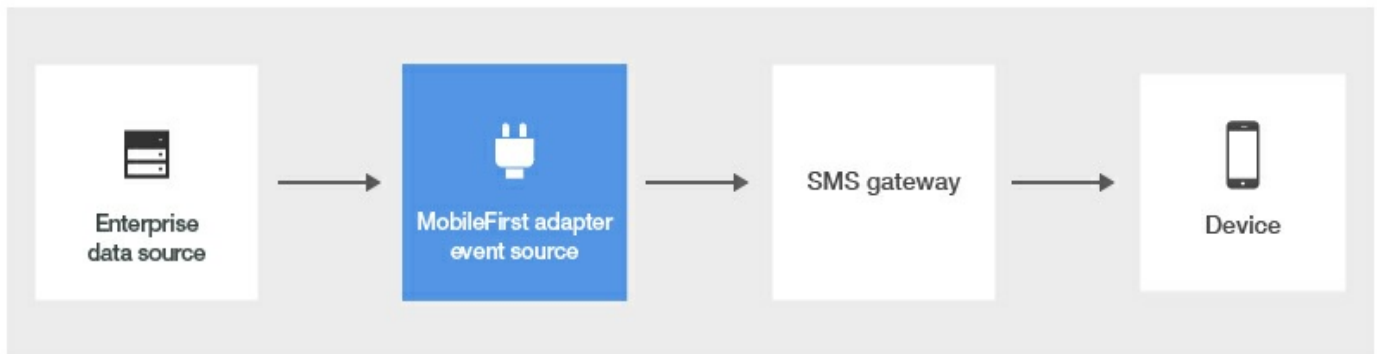 Enterprise
data source
MobileFirst adapter
event source
SMS gateway
Device